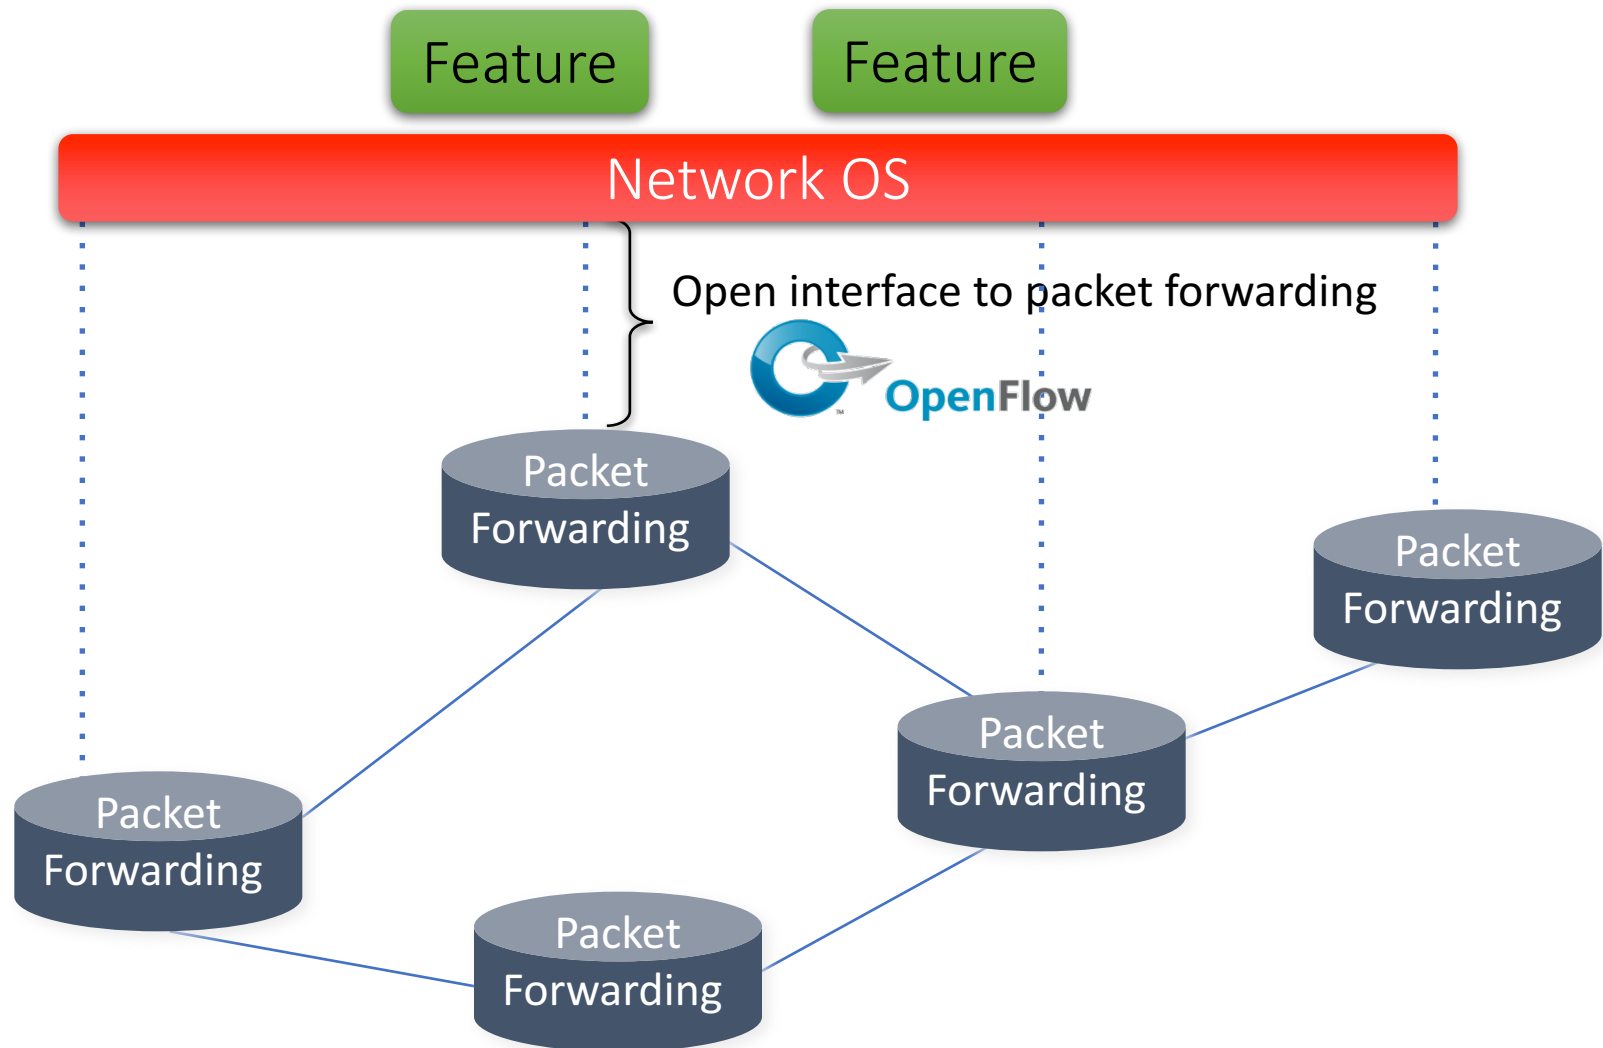 Feature
Feature
Network OS
Open interface to packet forwarding
OpenFlow
TM
Packet
Forwarding
Packet
Forwarding
Packet
Forwarding
Packet
Forwarding
Packet
Forwarding